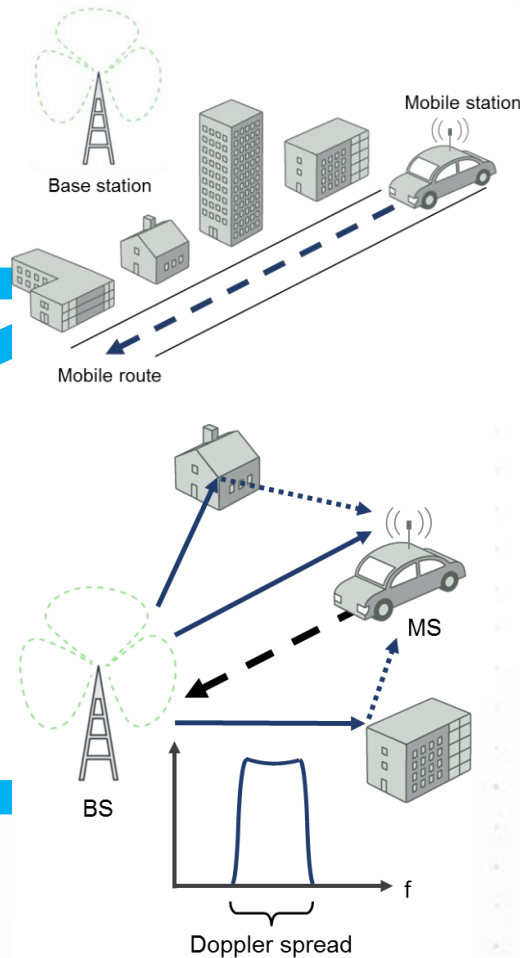 Mobile station
Base station
Mobile route
MS
BS
f
Doppler spread